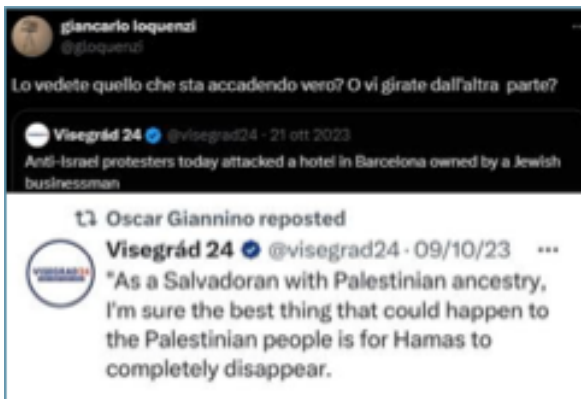 giancarlo loquenzi
@gloquenzi
Lo vedete quello che sta accadendo vero? O vi girate dall'altra parte?
Visegrád 24 @visegrad24 · 21 ott 2023
Anti-Israel protesters today attacked a hotel in Barcelona owned by a Jewish
businessman
Oscar Giannino reposted
Visegrád 24 @visegrad24 · 09/10/23 ···
VISEGRAD24
"As a Salvadoran with Palestinian ancestry,
I'm sure the best thing that could happen to
the Palestinian people is for Hamas to
completely disappear.